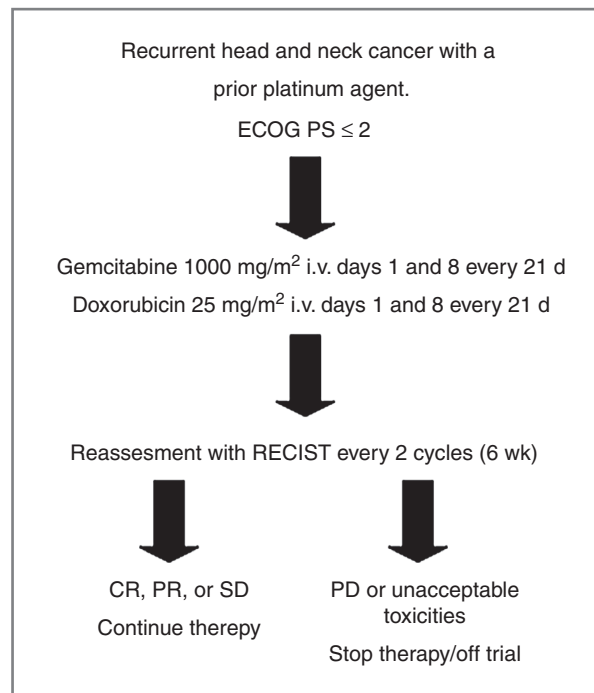 Recurrent head and neck cancer with a
prior platinum agent.
ECOG PS ≤ 2
Gemcitabine 1000 mg/m² i.v. days 1 and 8 every 21 d
Doxorubicin 25 mg/m² i.v. days 1 and 8 every 21 d
Reassesment with RECIST every 2 cycles (6 wk)
CR, PR, or SD
Continue therepy
PD or unacceptable
toxicities
Stop therapy/off trial